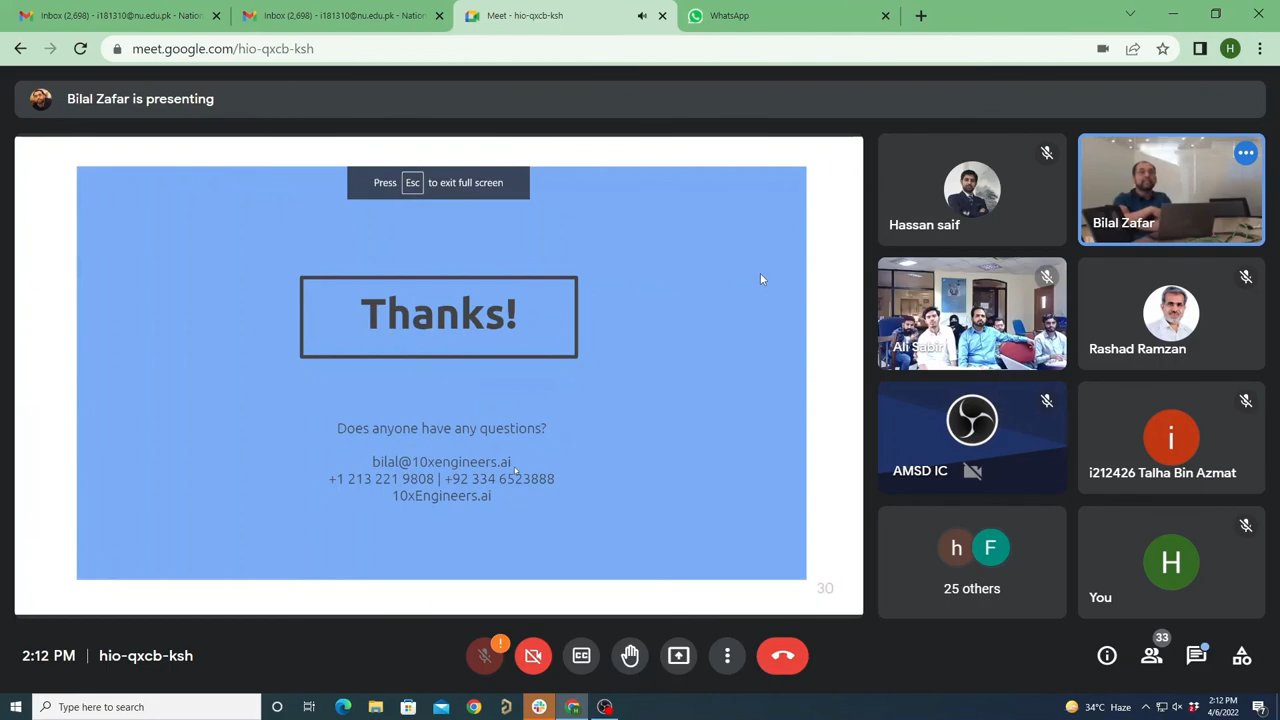 Inbox (2,698) - i181310@nu.edu.pk - Nation
Inbox (2,698) - i181310@nu.edu.pk - Nation
Meet - hio-qxcb-ksh
WhatsApp
meet.google.com/hio-qxcb-ksh
H
Bilal Zafar is presenting
Press Esc to exit full screen
Thanks!
Does anyone have any questions?
bilal@10xengineers.ai
+1 213 221 9808 | +92 334 6523888
10xEngineers.ai
30
Hassan saif
Bilal Zafar
Ali Sabir
Rashad Ramzan
AMSD IC
i
i212426 Talha Bin Azmat
h F
25 others
H
You
2:12 PM
hio-qxcb-ksh
CC
33
Type here to search
34°C Haze
2:12 PM
4/6/2022